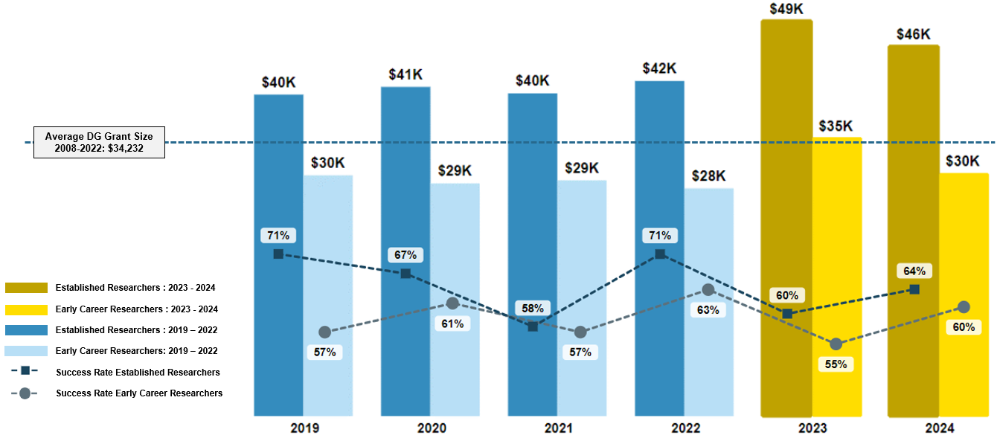 $49K
$46K
$42K
$41K
$40K
$40K
$35K
Average DG Grant Size
2008-2022: $34,232
$30K
$29K
$29K
$28K
$30K
71%
67%
58%
71%
60%
64%
57%
61%
57%
63%
55%
60%
Established Researchers : 2023 - 2024
Early Career Researchers : 2023 - 2024
Established Researchers : 2019 – 2022
Early Career Researchers: 2019 – 2022
Success Rate Established Researchers
Success Rate Early Career Researchers
2019
2020
2021
2022
2023
2024